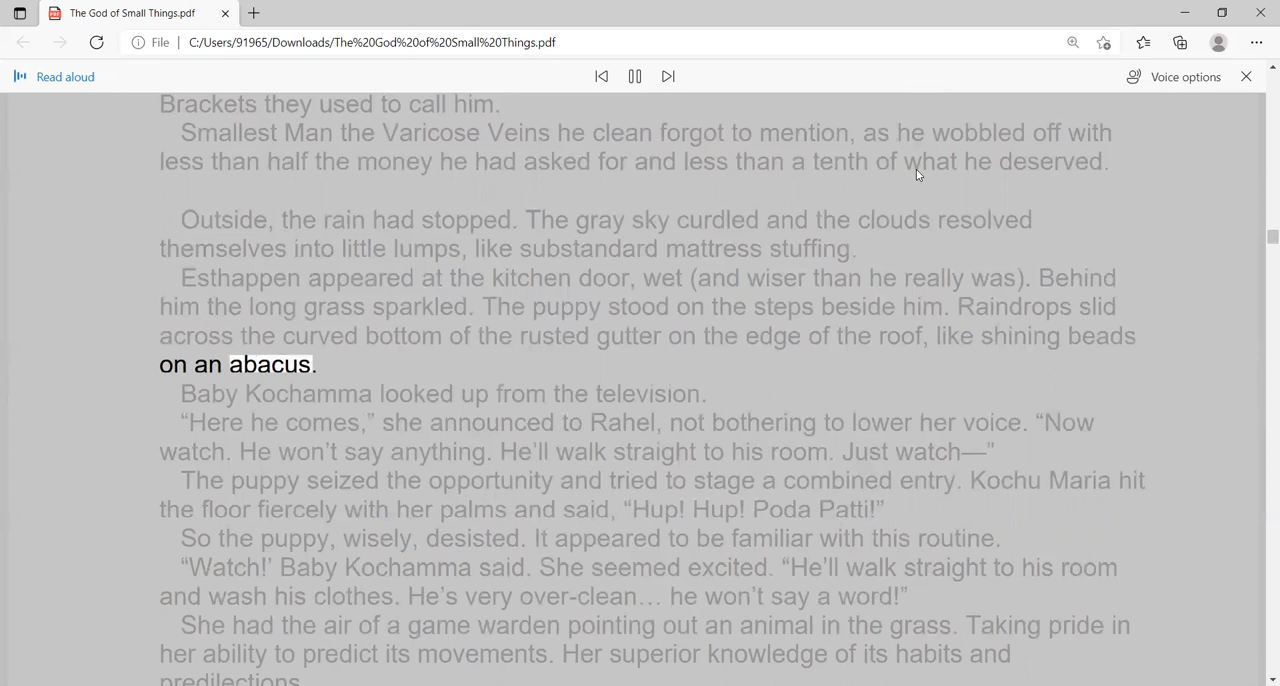 The God of Small Things.pdf
File | C:/Users/91965/Downloads/The%20God%20of%20Small%20Things.pdf
Read aloud
Voice options
Brackets they used to call him.
Smallest Man the Varicose Veins he clean forgot to mention, as he wobbled off with
less than half the money he had asked for and less than a tenth of what he deserved.
Outside, the rain had stopped. The gray sky curdled and the clouds resolved
themselves into little lumps, like substandard mattress stuffing.
Esthappen appeared at the kitchen door, wet (and wiser than he really was). Behind
him the long grass sparkled. The puppy stood on the steps beside him. Raindrops slid
across the curved bottom of the rusted gutter on the edge of the roof, like shining beads
on an abacus.
Baby Kochamma looked up from the television.
“Here he comes,” she announced to Rahel, not bothering to lower her voice. “Now
watch. He won’t say anything. He’ll walk straight to his room. Just watch—”
The puppy seized the opportunity and tried to stage a combined entry. Kochu Maria hit
the floor fiercely with her palms and said, “Hup! Hup! Poda Patti!”
So the puppy, wisely, desisted. It appeared to be familiar with this routine.
“Watch!’ Baby Kochamma said. She seemed excited. “He’ll walk straight to his room
and wash his clothes. He’s very over-clean… he won’t say a word!”
She had the air of a game warden pointing out an animal in the grass. Taking pride in
her ability to predict its movements. Her superior knowledge of its habits and
predilections.